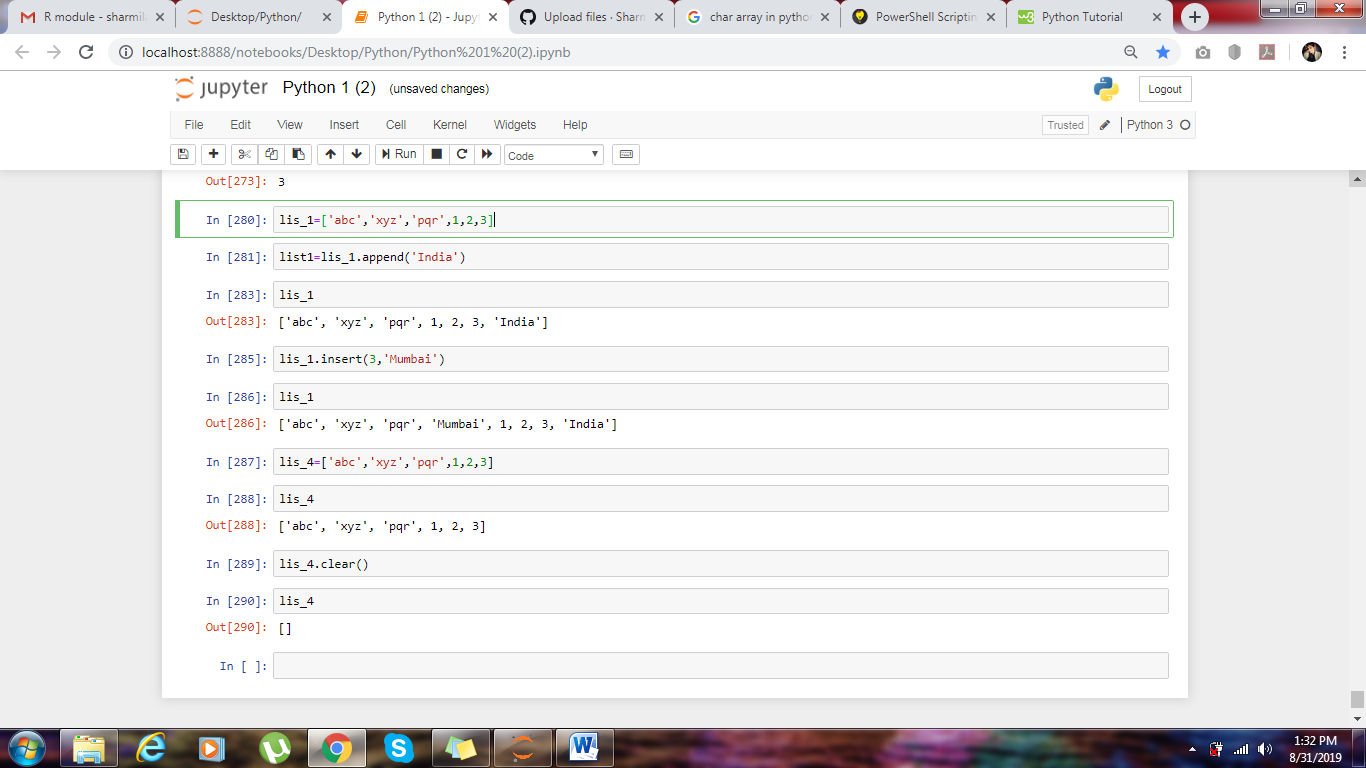 R module - sharmila
Desktop/Python/
Python 1 (2) - Jupyt
Upload files · Sharm
char array in python
PowerShell Scripting
Python Tutorial
localhost:8888/notebooks/Desktop/Python/Python%201%20(2).ipynb
jupyter Python 1 (2) (unsaved changes) Logout
File Edit View Insert Cell Kernel Widgets Help Trusted Python 3
Run Code
Out[273]: 3
In [280]: lis_1=['abc','xyz','pqr',1,2,3]
In [281]: list1=lis_1.append('India')
In [283]: lis_1
Out[283]: ['abc', 'xyz', 'pqr', 1, 2, 3, 'India']
In [285]: lis_1.insert(3,'Mumbai')
In [286]: lis_1
Out[286]: ['abc', 'xyz', 'pqr', 'Mumbai', 1, 2, 3, 'India']
In [287]: lis_4=['abc','xyz','pqr',1,2,3]
In [288]: lis_4
Out[288]: ['abc', 'xyz', 'pqr', 1, 2, 3]
In [289]: lis_4.clear()
In [290]: lis_4
Out[290]: []
In [ ]:
1:32 PM
8/31/2019